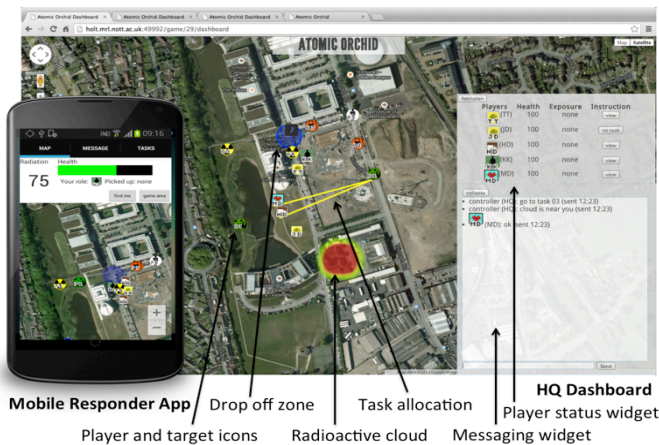 Atomic Orchid Dashboard
Atomic Orchid Dashboard
Atomic Orchid Dashboard
Atomic Orchid
holt.mrl.nott.ac.uk:49992/game/29/dashboard
ATOMIC ORCHID
Map
Satellite
Players Health Exposure Instruction
(TT) 100 none view
(JD) 100 none no task
(HD) 100 none view
(KK) 100 none view
(MD) 100 none view
controller (HQ): go to task 03 (sent 12:23)
controller (HQ): cloud is near you (sent 12:23)
(MD): ok (sent 12:23)
Send
09:16
MAP MESSAGE TASKS
Radiation
Health
75
Your role: Picked up: none
find me
game area
Mobile Responder App
Drop off zone
Task allocation
HQ Dashboard
Player status widget
Player and target icons
Radioactive cloud
Messaging widget